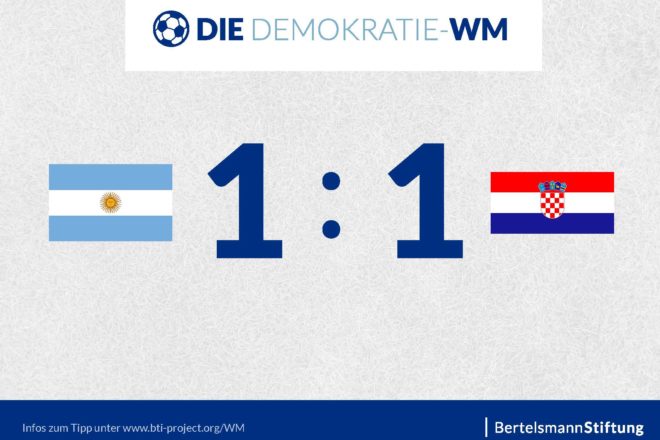 DIE DEMOKRATIE-WM
1 : 1
Infos zum Tipp unter www.bti-project.org/WM
BertelsmannStiftung